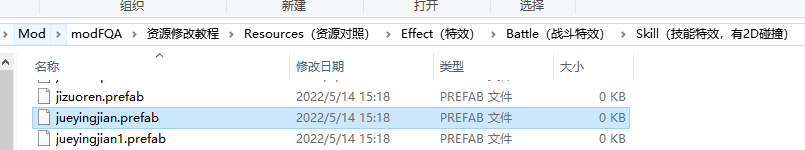 组织 新建 打开 选择
Mod > modFQA > 资源修改教程 > Resources（资源对照） > Effect（特效） > Battle（战斗特效） > Skill（技能特效，有2D碰撞）
名称 修改日期 类型 大小
jizuoren.prefab 2022/5/14 15:18 PREFAB 文件 0 KB
jueyingjian.prefab 2022/5/14 15:18 PREFAB 文件 0 KB
jueyingjian1.prefab 2022/5/14 15:18 PREFAB 文件 0 KB